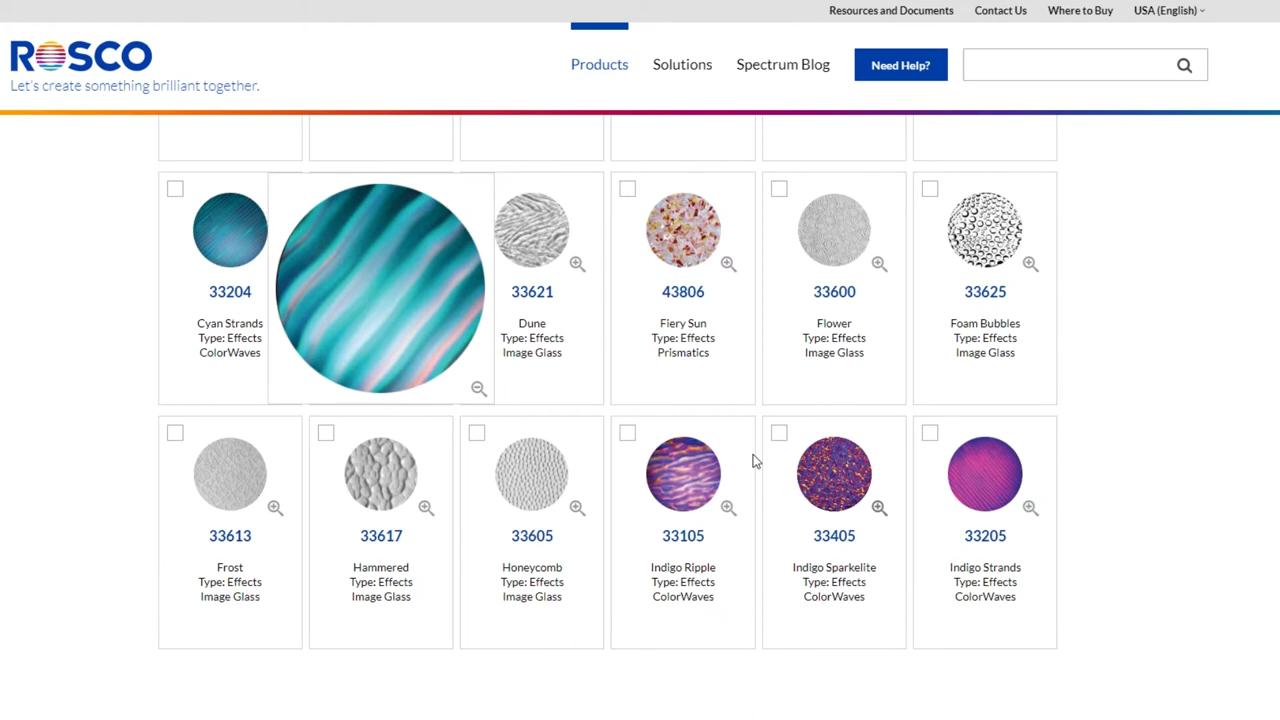 Resources and Documents Contact Us Where to Buy USA (English)
ROSCO
Let's create something brilliant together.
Products Solutions Spectrum Blog Need Help?
33204 33621 43806 33600 33625
Cyan Strands Dune Fiery Sun Flower Foam Bubbles
Type: Effects Type: Effects Type: Effects Type: Effects Type: Effects
ColorWaves Image Glass Prismatics Image Glass Image Glass
33613 33617 33605 33105 33405 33205
Frost Hammered Honeycomb Indigo Ripple Indigo Sparkelite Indigo Strands
Type: Effects Type: Effects Type: Effects Type: Effects Type: Effects Type: Effects
Image Glass Image Glass Image Glass ColorWaves ColorWaves ColorWaves